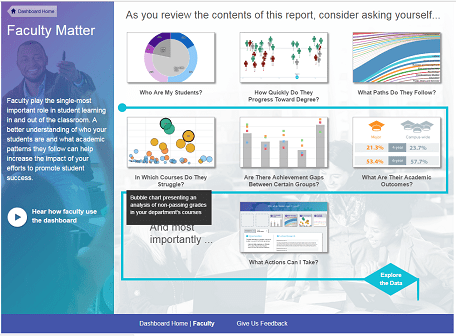 Dashboard Home
Faculty Matter
Faculty play the single-most
important role in student learning
in and out of the classroom. A
better understanding of who your
students are and what academic
patterns they follow can help
increase the impact of your
efforts to promote student
success.
Hear how faculty use
the dashboard
As you review the contents of this report, consider asking yourself...
Who Are My Students?
How Quickly Do They
Progress Toward Degree?
What Paths Do They Follow?
In Which Courses Do They
Struggle?
Bubble chart presenting an
analysis of non-passing grades
in your department's courses
Are There Achievement Gaps
Between Certain Groups?
21.3%
4-year
23.7%
53.4%
6-year
57.7%
What Are Their Academic
Outcomes?
And most
importantly ...
What Actions Can I Take?
Explore
the Data
Dashboard Home | Faculty
Give Us Feedback